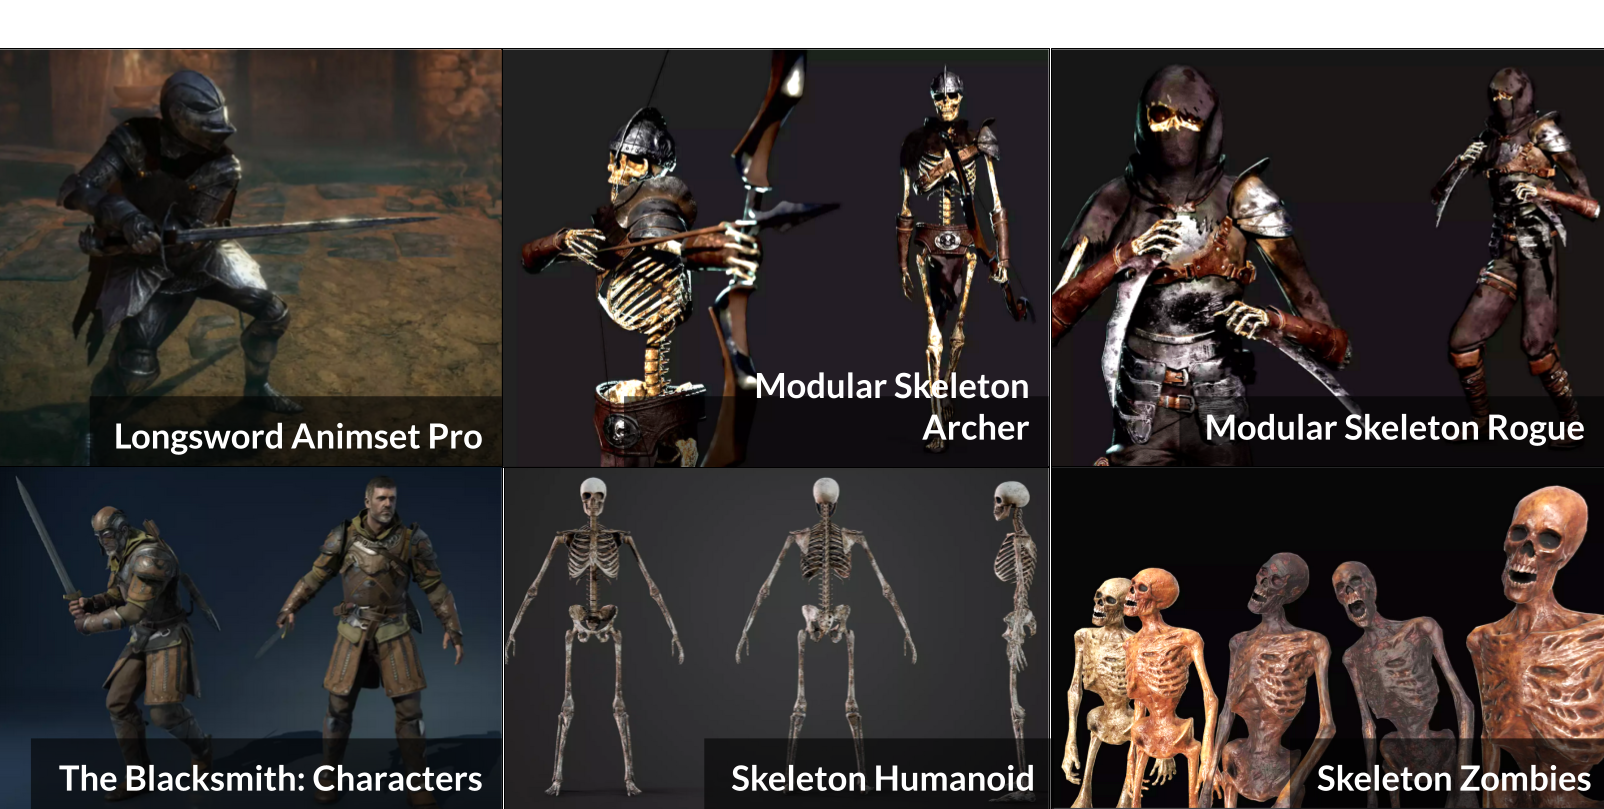 Longsword Animset Pro
Modular Skeleton
Archer
Modular Skeleton Rogue
The Blacksmith: Characters
Skeleton Humanoid
Skeleton Zombies